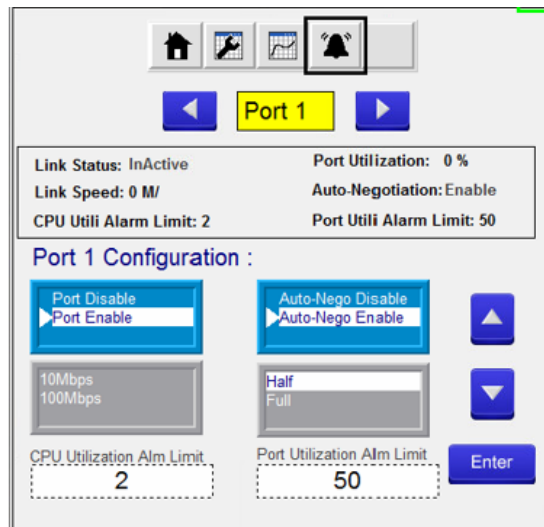 Port 1
Link Status: InActive
Port Utilization: 0 %
Link Speed: 0 M/
Auto-Negotiation: Enable
CPU Utili Alarm Limit: 2
Port Utili Alarm Limit: 50
Port 1 Configuration :
Port Disable
Port Enable
Auto-Nego Disable
Auto-Nego Enable
10Mbps
100Mbps
Half
Full
CPU Utilization Alm Limit
2
Port Utilization Alm Limit
50
Enter